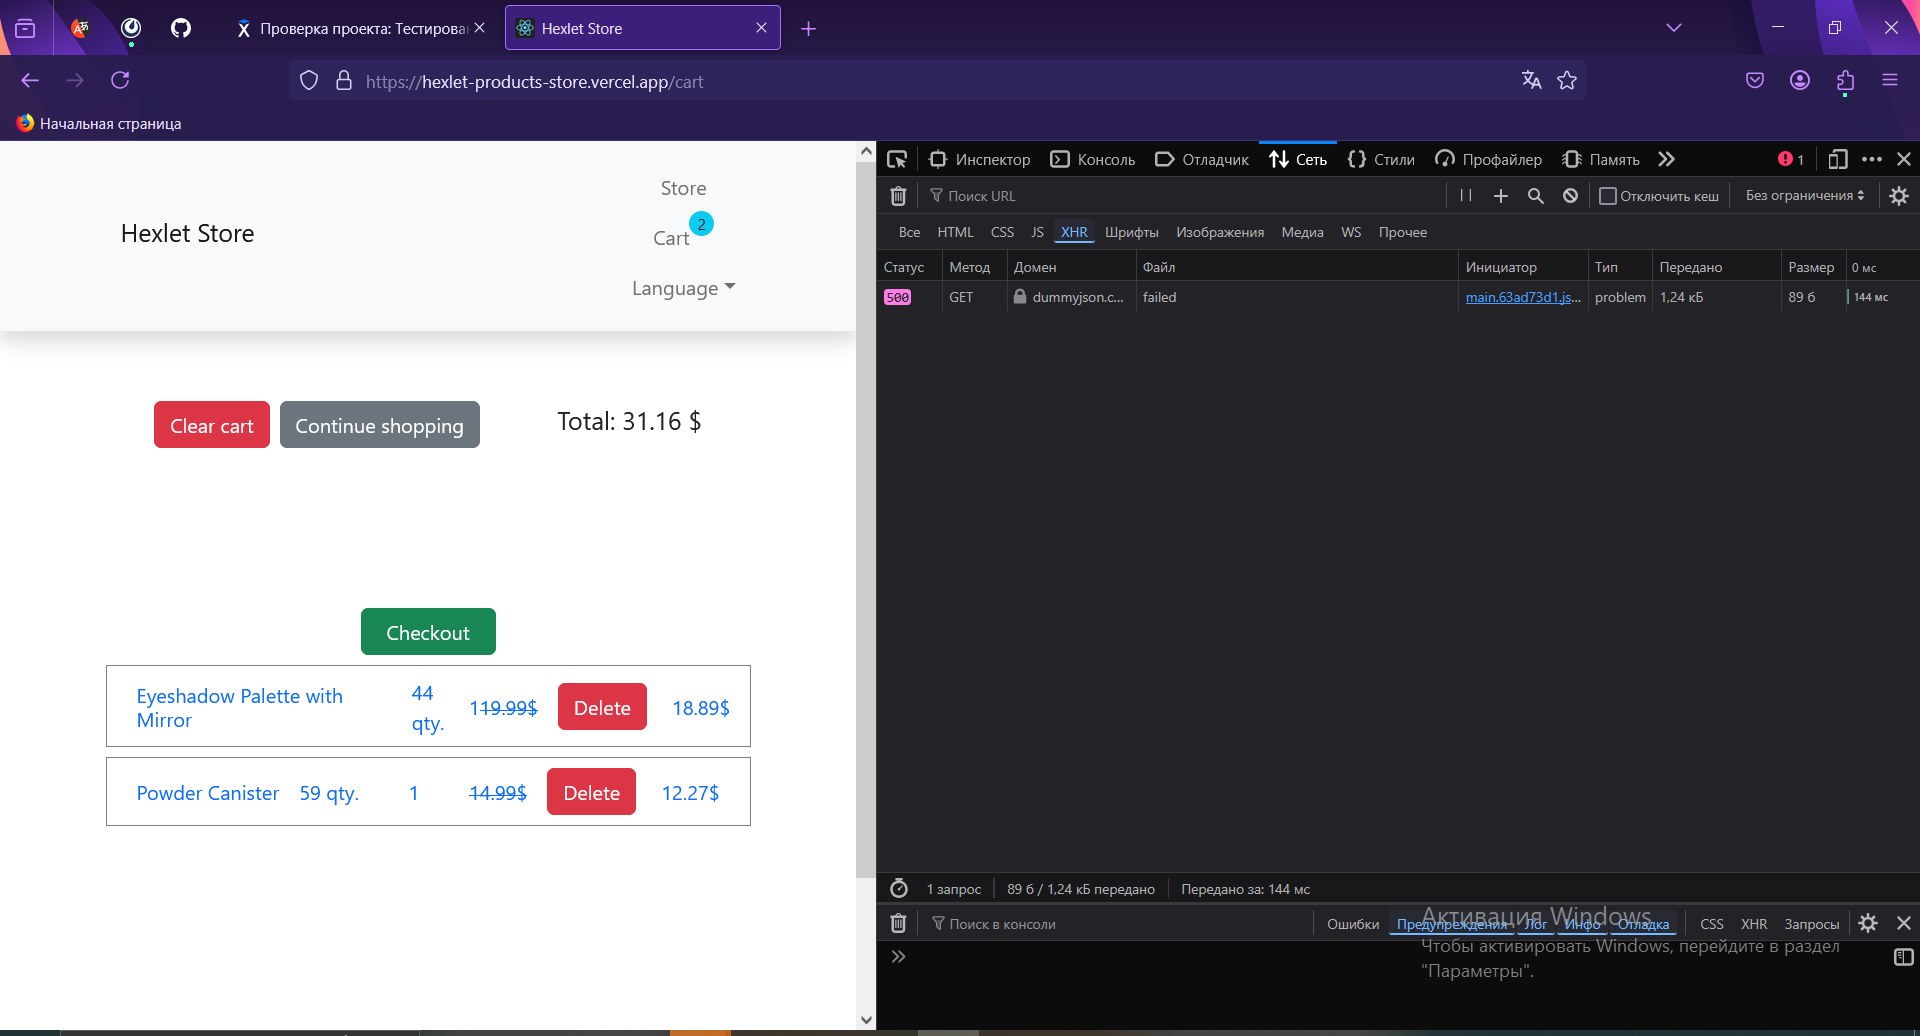 Проверка проекта: Тестирован
Hexlet Store
https://hexlet-products-store.vercel.app/cart
Начальная страница
Hexlet Store
Store
Cart 2
Language
Clear cart
Continue shopping
Total: 31.16 $
Checkout
Eyeshadow Palette with Mirror
44 qty.
1
19.99$
Delete
18.89$
Powder Canister
59 qty.
1
14.99$
Delete
12.27$
Инспектор
Консоль
Отладчик
Сеть
Стили
Профайлер
Память
1
Поиск URL
Отключить кеш
Без ограничения
Все
HTML
CSS
JS
XHR
Шрифты
Изображения
Медиа
WS
Прочее
Статус
Метод
Домен
Файл
Инициатор
Тип
Передано
Размер
0 мс
500
GET
dummyjson.c...
failed
main.63ad73d1.js...
problem
1,24 кБ
89 б
144 мс
1 запрос
89 б / 1,24 кБ передано
Передано за: 144 мс
Поиск в консоли
Ошибки
Предупреждения
Лог
Инфо
Отладка
CSS
XHR
Запросы
Активация Windows
Чтобы активировать Windows, перейдите в раздел
"Параметры".